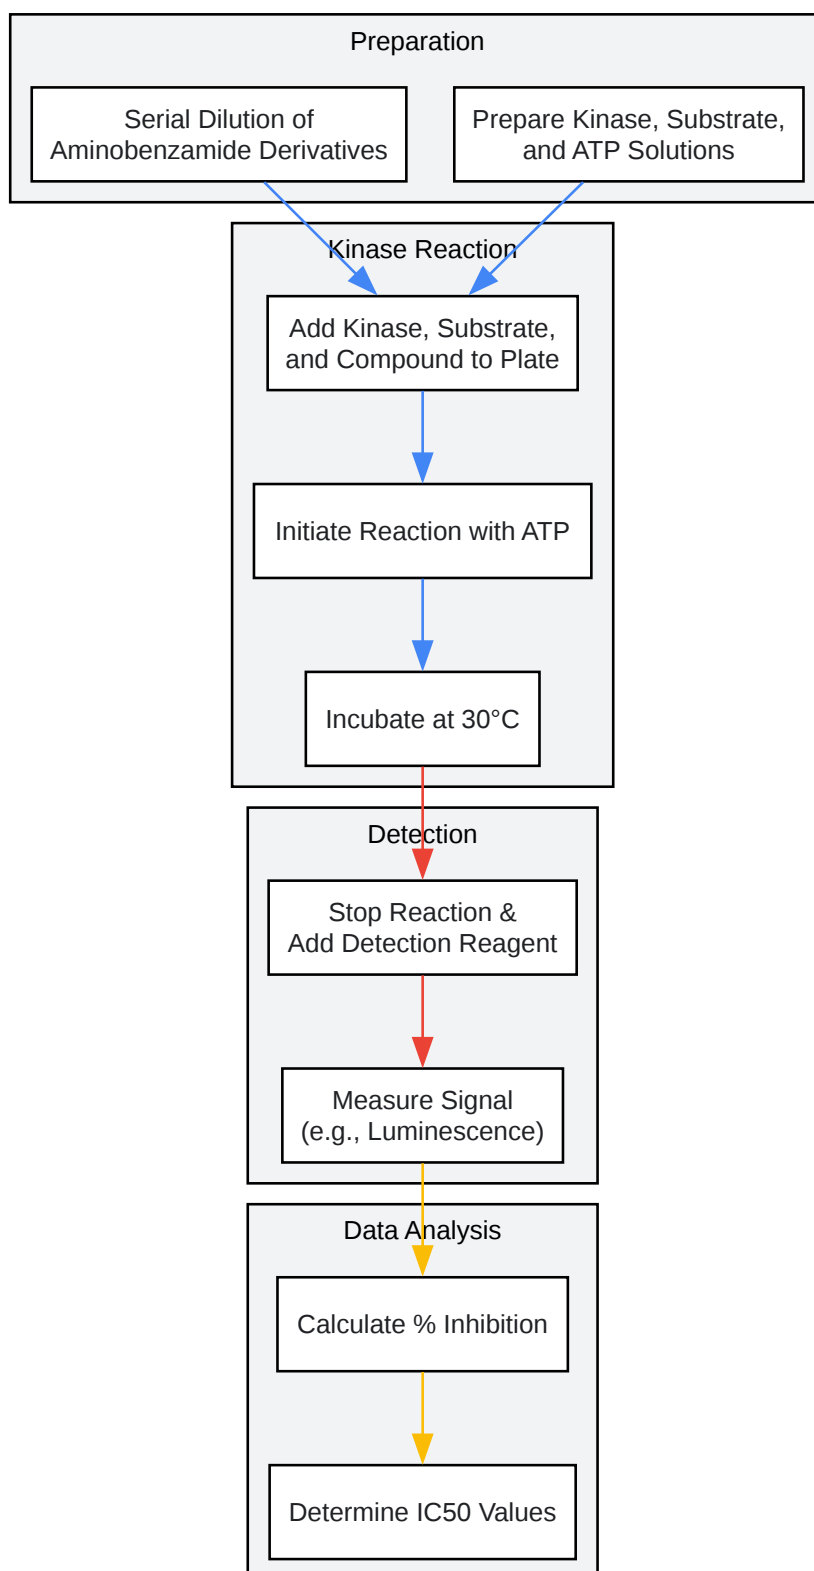 Preparation
Serial Dilution of
Aminobenzamide Derivatives
Prepare Kinase, Substrate,
and ATP Solutions
Kinase Reaction
Add Kinase, Substrate,
and Compound to Plate
Initiate Reaction with ATP
Incubate at 30°C
Detection
Stop Reaction &
Add Detection Reagent
Measure Signal
(e.g., Luminescence)
Data Analysis
Calculate % Inhibition
Determine IC50 Values